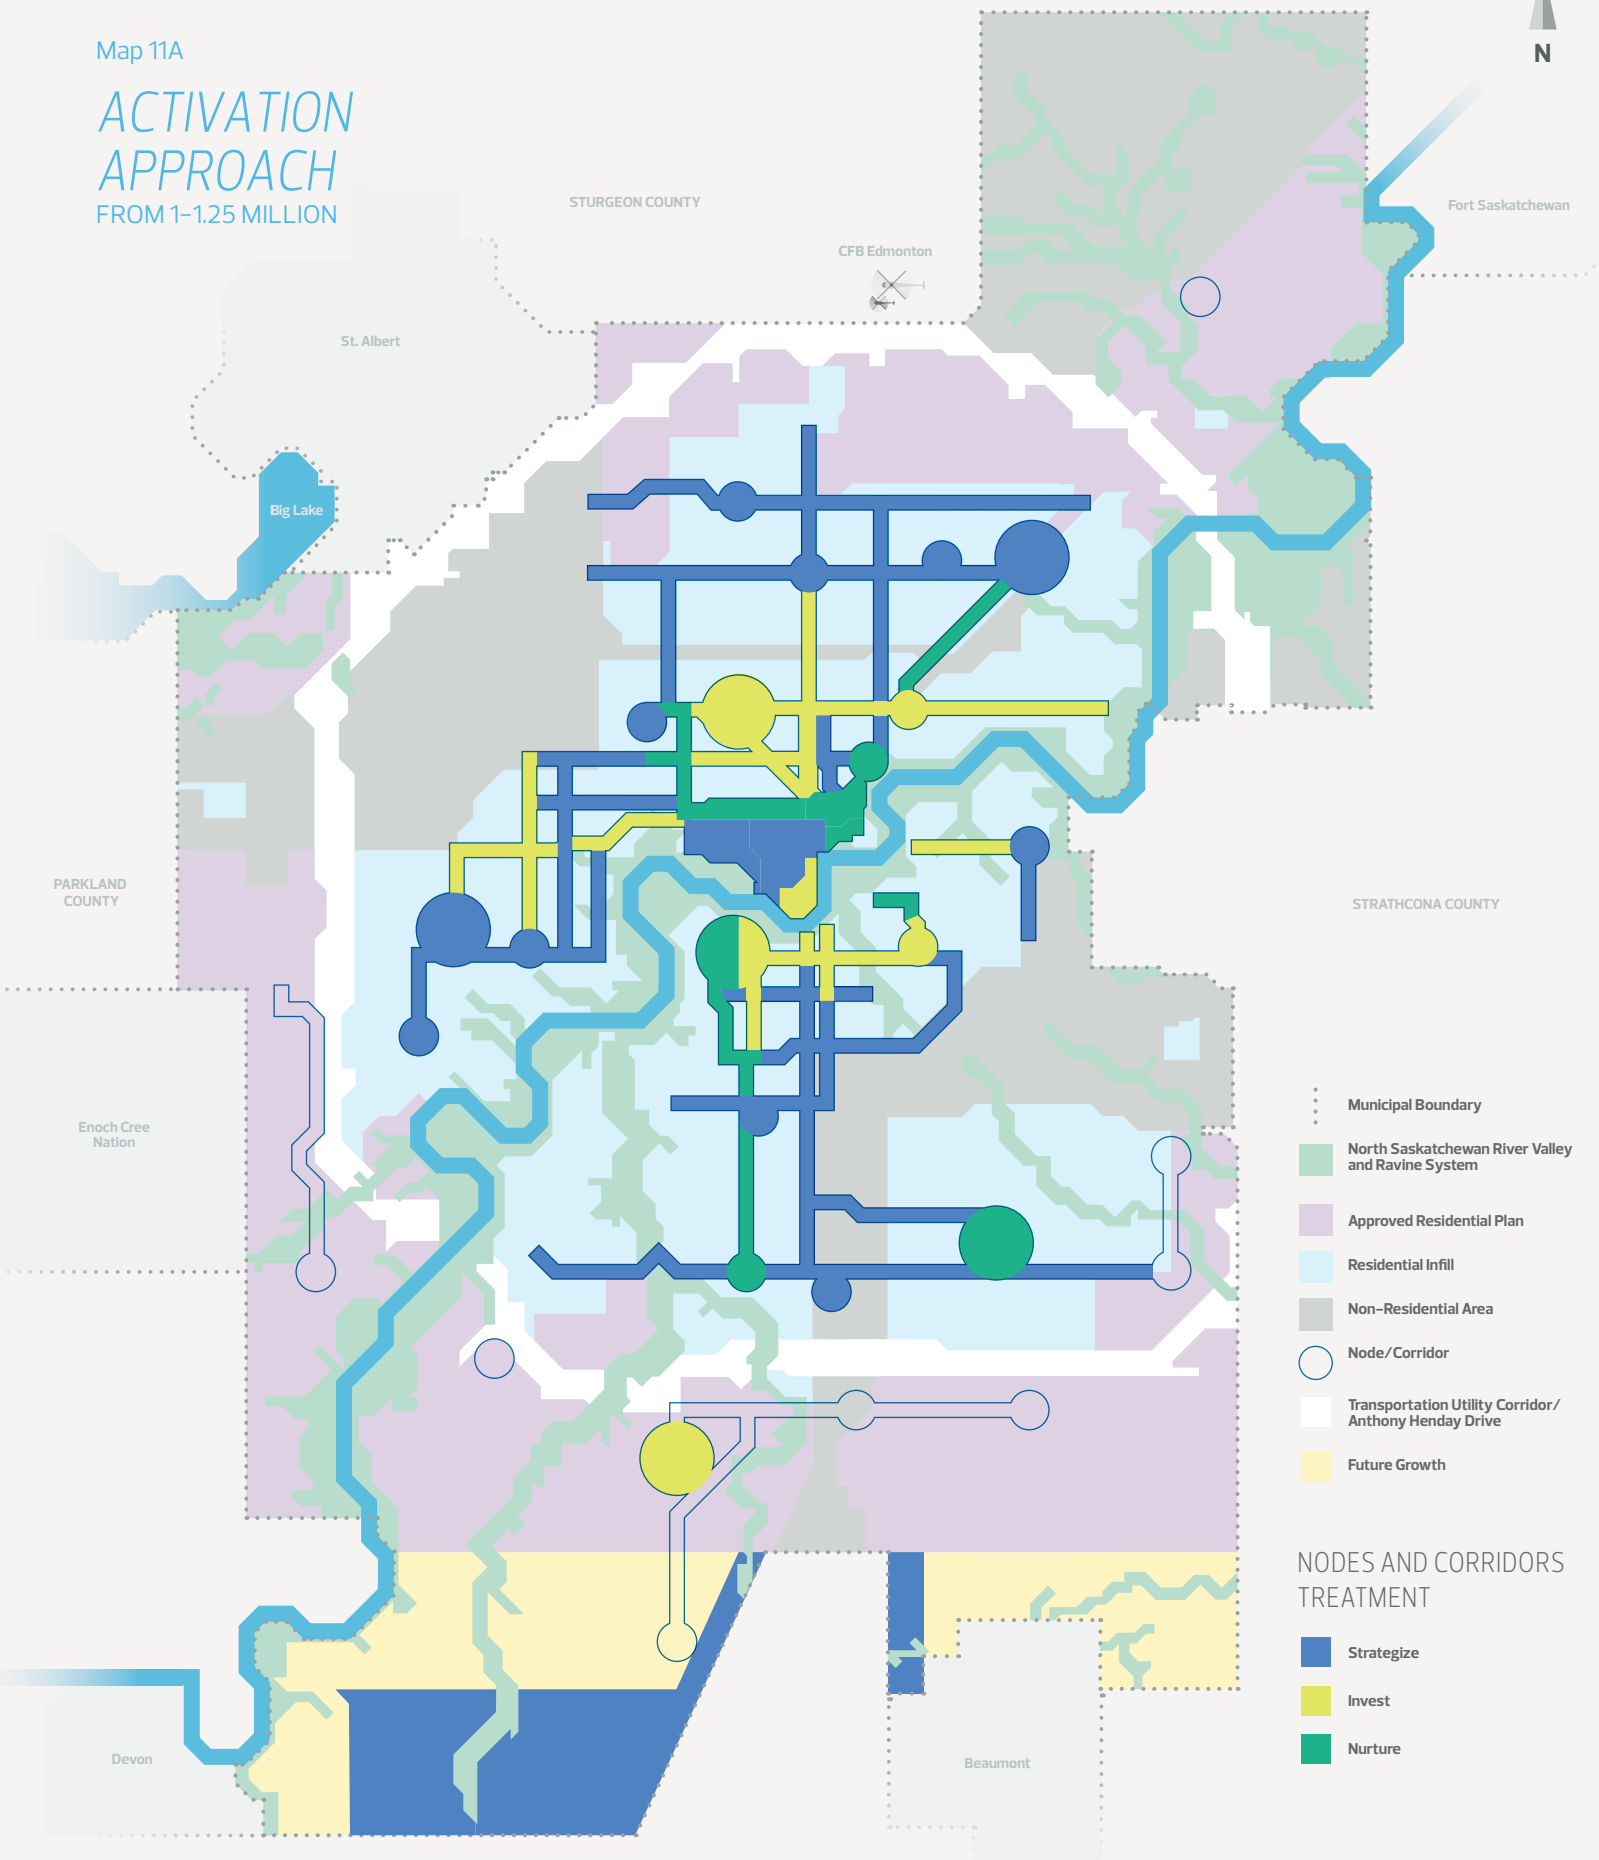 Map 11A
ACTIVATION
APPROACH
FROM 1–1.25 MILLION
N
STURGEON COUNTY
Fort Saskatchewan
CFB Edmonton
St. Albert
Big Lake
PARKLAND
COUNTY
STRATHCONA COUNTY
Enoch Cree
Nation
Devon
Beaumont
Municipal Boundary
North Saskatchewan River Valley
and Ravine System
Approved Residential Plan
Residential Infill
Non-Residential Area
Node/Corridor
Transportation Utility Corridor/
Anthony Henday Drive
Future Growth
NODES AND CORRIDORS
TREATMENT
Strategize
Invest
Nurture